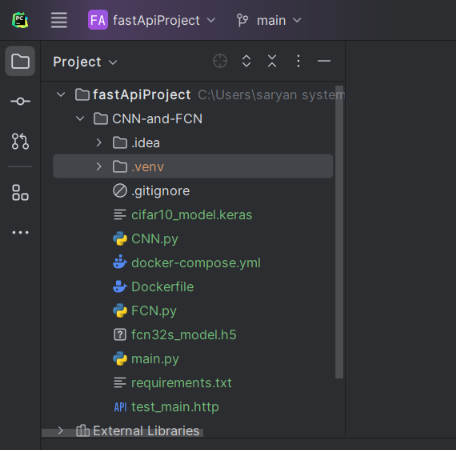 PC FA fastApiProject main
Project
fastApiProject C:\Users\saryan system
CNN-and-FCN
.idea
.venv
.gitignore
cifar10_model.keras
CNN.py
docker-compose.yml
Dockerfile
FCN.py
fcn32s_model.h5
main.py
requirements.txt
API test_main.http
External Libraries